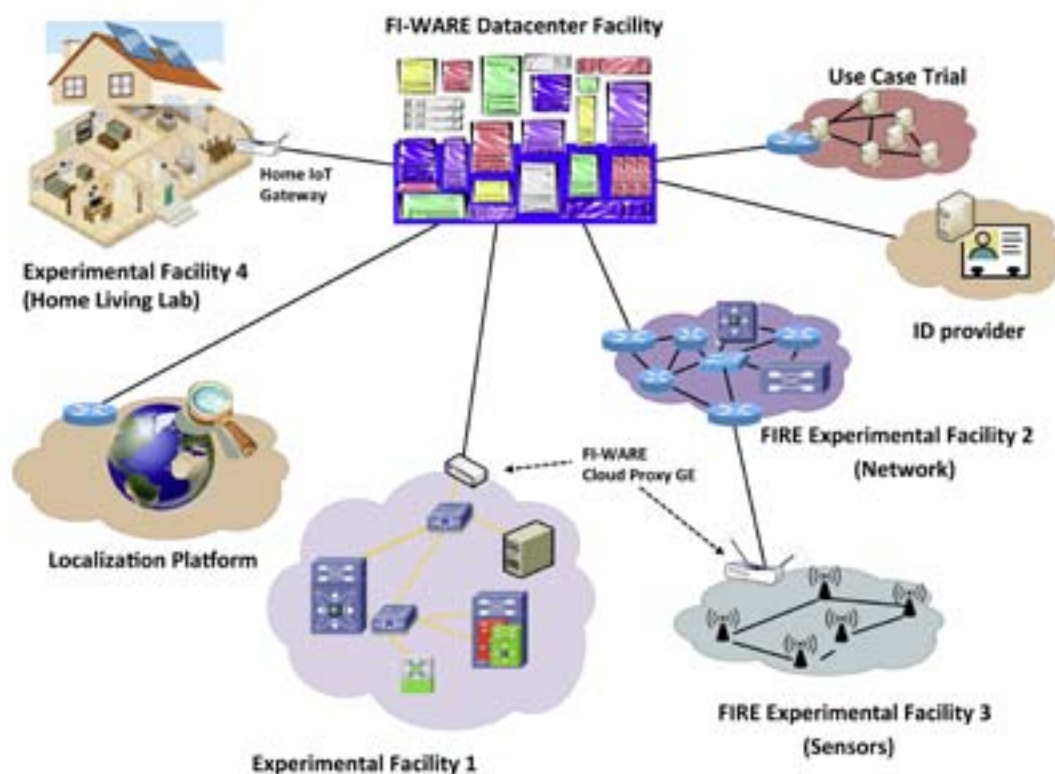 FI-WARE Datacenter Facility
Use Case Trial
Home IoT
Gateway
Experimental Facility 4
(Home Living Lab)
ID provider
FIRE Experimental Facility 2
(Network)
FI-WARE
Cloud Proxy GE
Localization Platform
FIRE Experimental Facility 3
(Sensors)
Experimental Facility 1